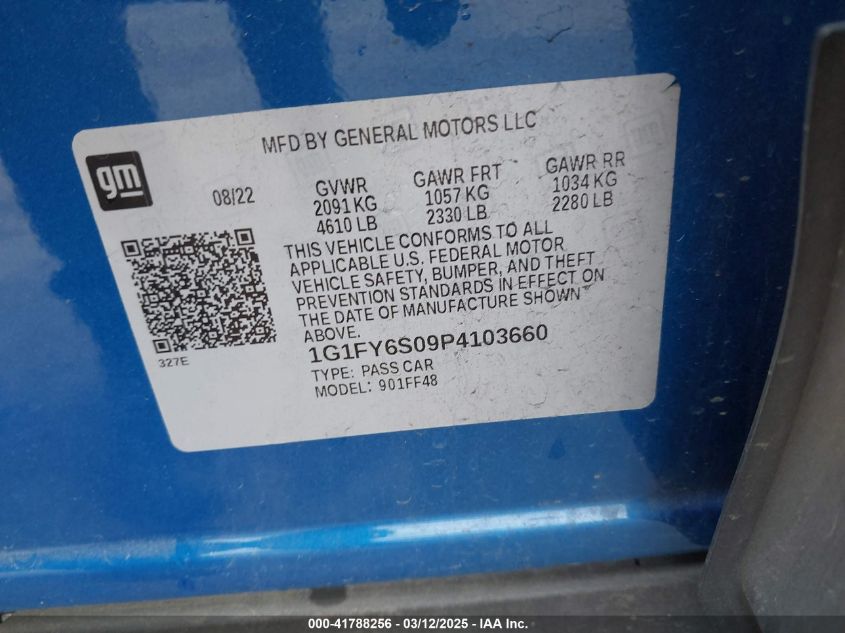 MFD BY GENERAL MOTORS LLC
gm
08/22
GVWR
2091 KG
4610 LB
GAWR FRT
1057 KG
2330 LB
GAWR RR
1034 KG
2280 LB
THIS VEHICLE CONFORMS TO ALL
APPLICABLE U.S. FEDERAL MOTOR
VEHICLE SAFETY, BUMPER, AND THEFT
PREVENTION STANDARDS IN EFFECT ON
THE DATE OF MANUFACTURE SHOWN
ABOVE.
327E
1G1FY6S09P4103660
TYPE: PASS CAR
MODEL: 901FF48
000-41788256 - 03/12/2025 - IAA Inc.